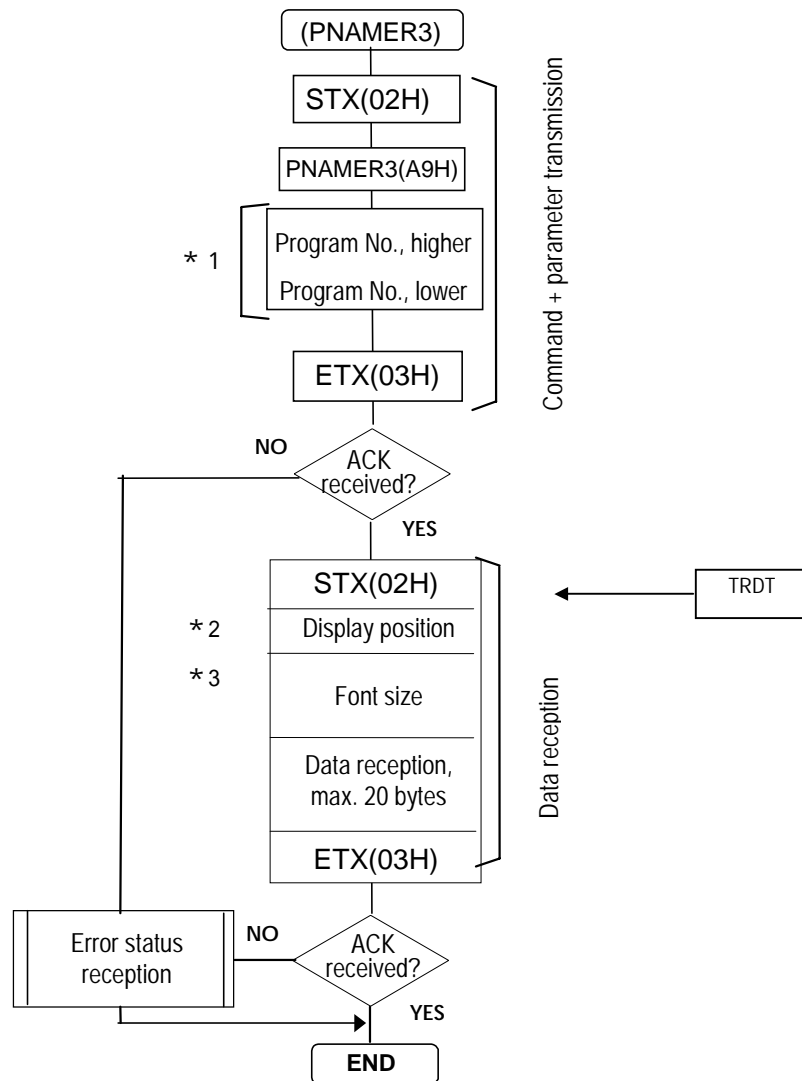 (PNAMER3)
STX(02H)
PNAMER3(A9H)
* 1
Program No., higher
Program No., lower
ETX(03H)
Command + parameter transmission
NO
ACK
received?
YES
STX(02H)
TRDT
*2
Display position
*3
Font size
Data reception,
max. 20 bytes
ETX(03H)
Data reception
Error status
reception
NO
ACK
received?
YES
END